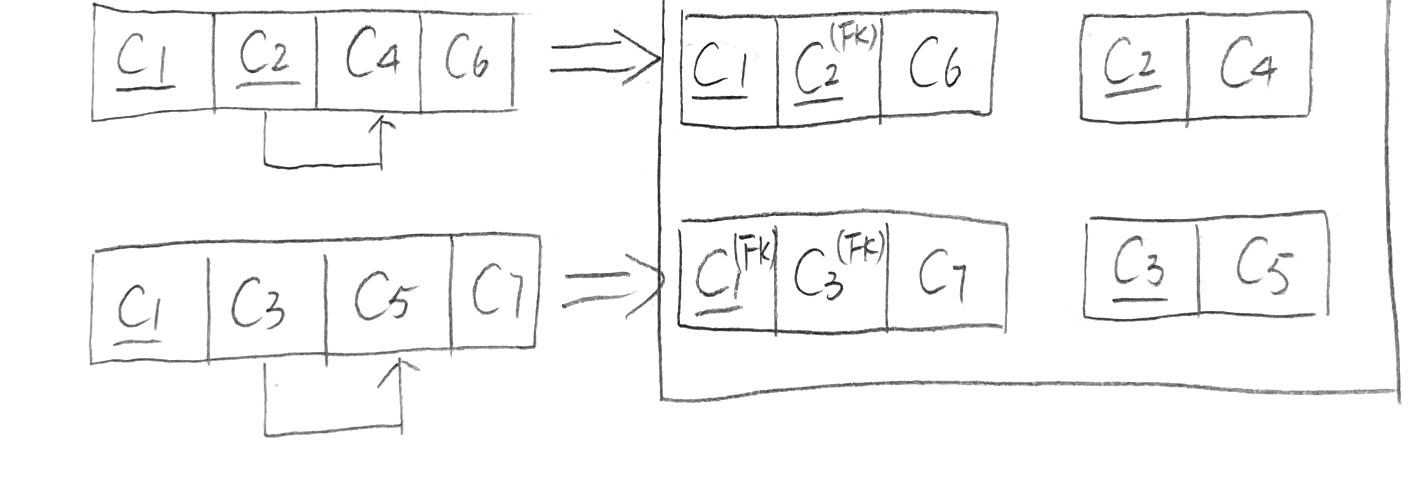 C1 C2 C4 C6 C1 C2(FK) C6 C2 C4
C1 C3 C5 C7 C1(FK) C3(FK) C7 C3 C5